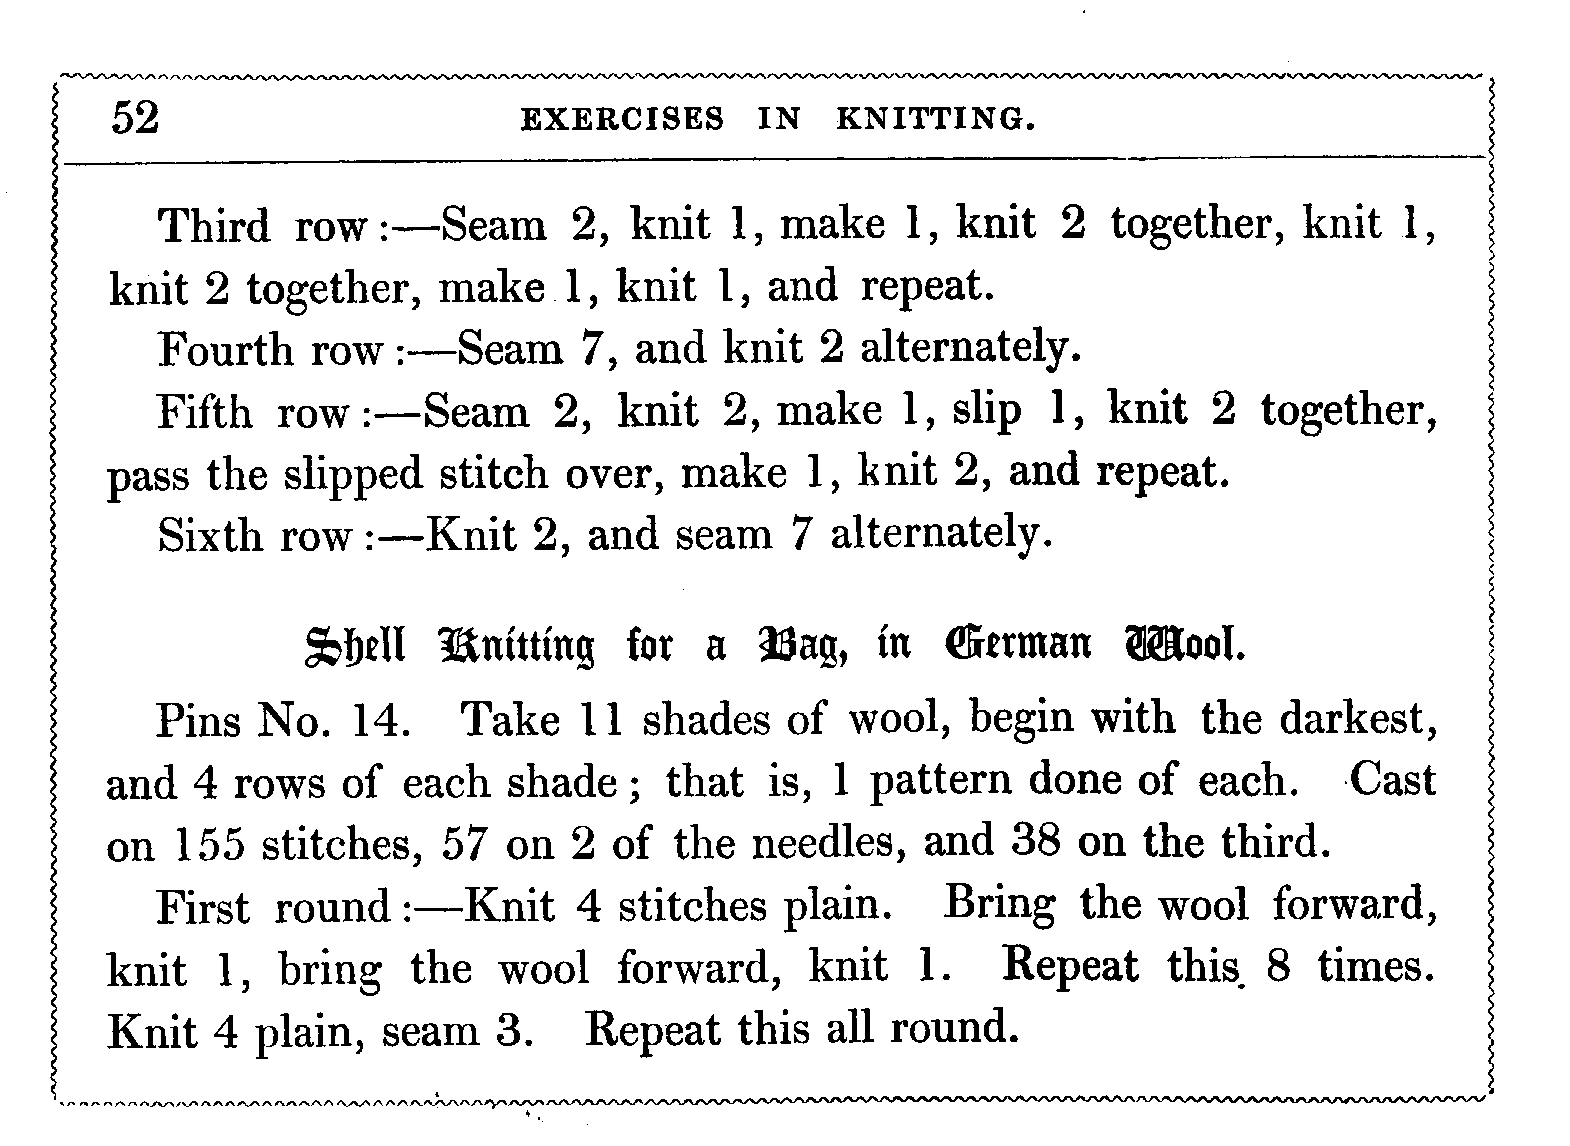 52 EXERCISES IN KNITTING.
Third row:—Seam 2, knit 1, make 1, knit 2 together, knit 1,
knit 2 together, make 1, knit 1, and repeat.
Fourth row:—Seam 7, and knit 2 alternately.
Fifth row:—Seam 2, knit 2, make 1, slip 1, knit 2 together,
pass the slipped stitch over, make 1, knit 2, and repeat.
Sixth row:—Knit 2, and seam 7 alternately.
Shell Knitting for a Bag, in German Wool.
Pins No. 14. Take 11 shades of wool, begin with the darkest,
and 4 rows of each shade; that is, 1 pattern done of each. Cast
on 155 stitches, 57 on 2 of the needles, and 38 on the third.
First round:—Knit 4 stitches plain. Bring the wool forward,
knit 1, bring the wool forward, knit 1. Repeat this. 8 times.
Knit 4 plain, seam 3. Repeat this all round.